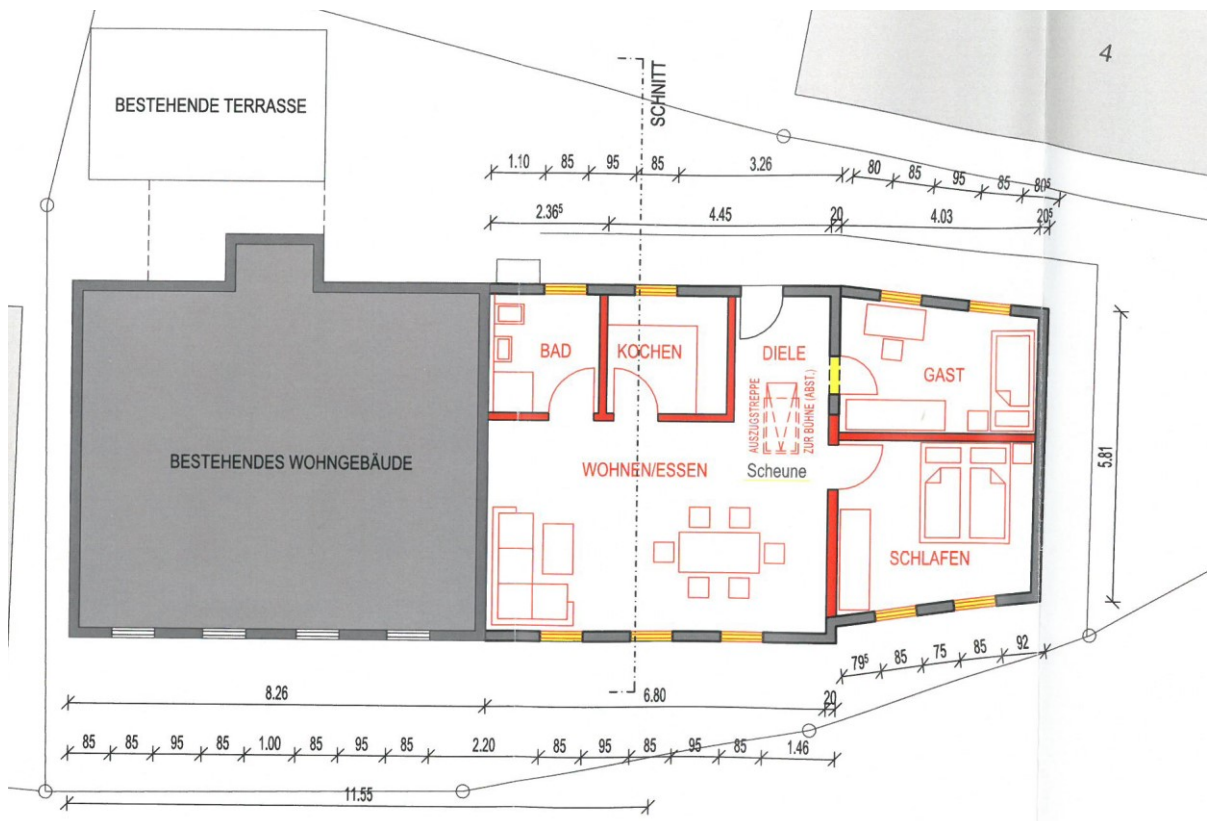 4
BESTEHENDE TERRASSE
SCHNITT
1.10 85 95 85 3.26 80 85 95 85 80⁵
2.36⁵ 4.45 20 4.03 20⁵
BAD
KOCHEN
DIELE
GAST
AUSZUGSTREPPE
ZUR BÜHNE (ABST.)
BESTEHENDES WOHNGEBÄUDE
WOHNEN/ESSEN
Scheune
5.81
SCHLAFEN
79⁵ 85 75 85 92
8.26 6.80 20
85 85 95 85 1.00 85 95 85 2.20 85 95 85 95 85 1.46
11.55